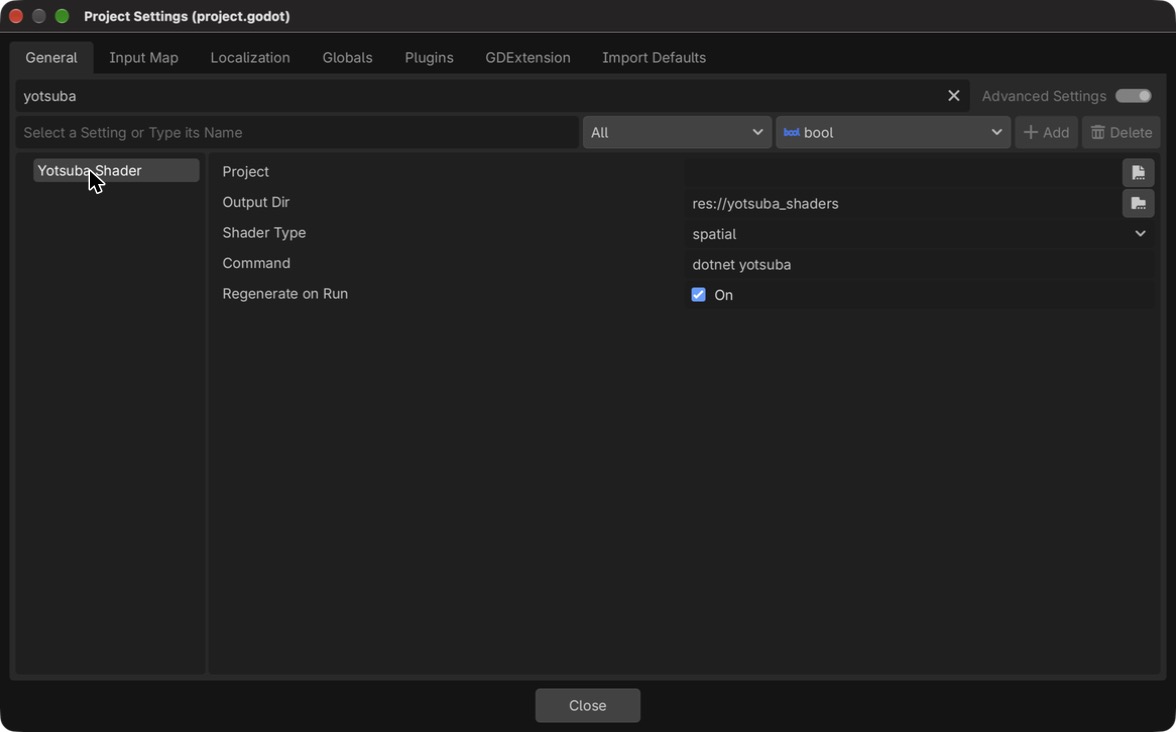 Project Settings (project.godot)
General Input Map Localization Globals Plugins GDExtension Import Defaults
yotsuba Advanced Settings
Select a Setting or Type its Name All bool bool Add Delete
Yotsuba Shader
Project
Output Dir res://yotsuba_shaders
Shader Type spatial
Command dotnet yotsuba
Regenerate on Run On
Close